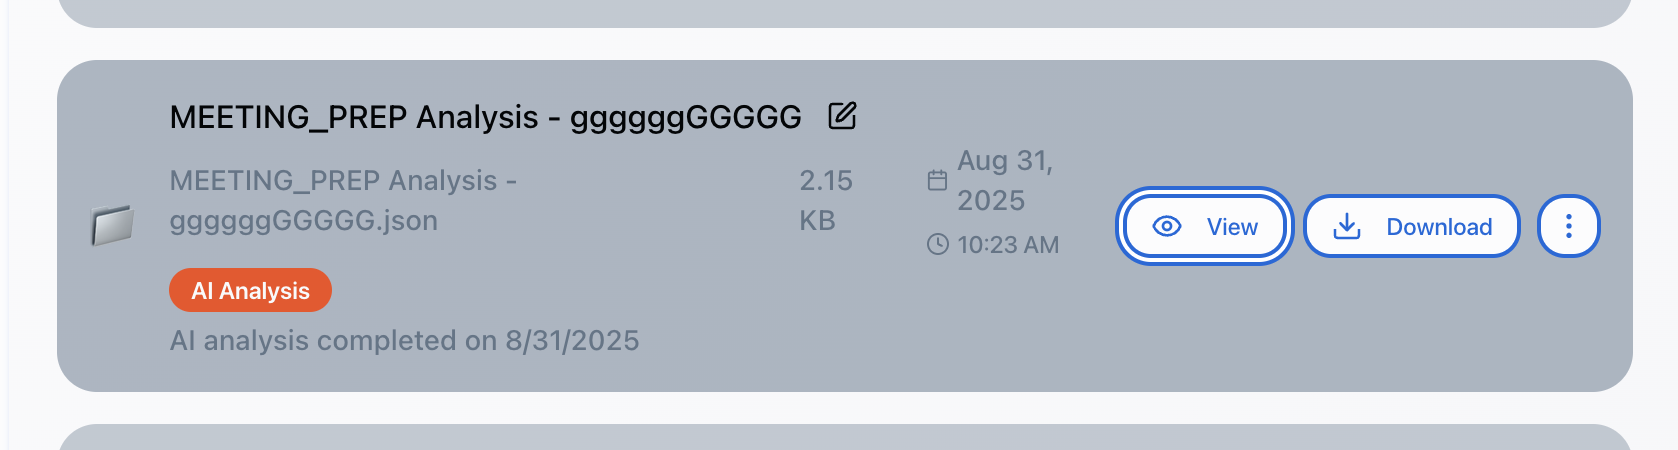 MEETING_PREP Analysis - ggggggGGGGG
MEETING_PREP Analysis -
ggggggGGGGG.json
2.15
KB
Aug 31,
2025
10:23 AM
View
Download
AI Analysis
AI analysis completed on 8/31/2025